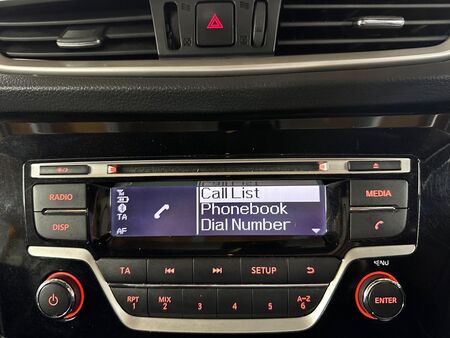 Call List
RADIO
MEDIA
Phonebook
TA
Dial Number
DISP
AF
MENU
TA
SETUP
ENTER
RPT
1
MIX
2
3
4
5
A-Z
6